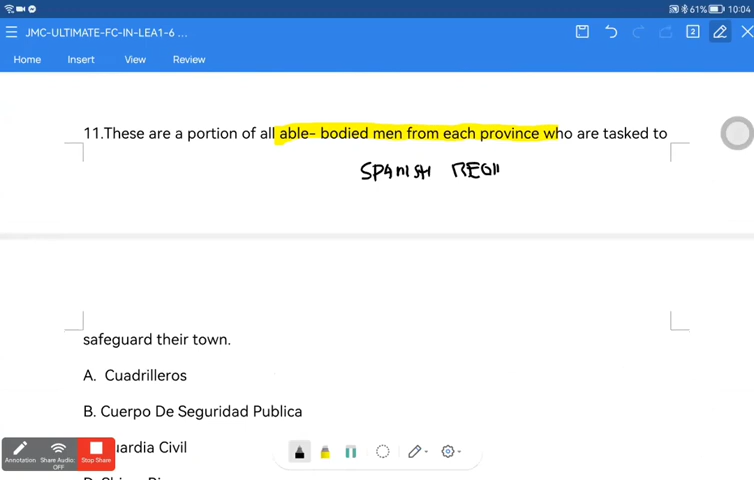 61% 10:04
JMC-ULTIMATE-FC-IN-LEA1-6 ...
2
Home Insert View Review
11.These are a portion of all able- bodied men from each province who are tasked to
SPANISH REGI
safeguard their town.
A. Cuadrilleros
B. Cuerpo De Seguridad Publica
uardia Civil
Annotation Share Audio: OFF Stop Share